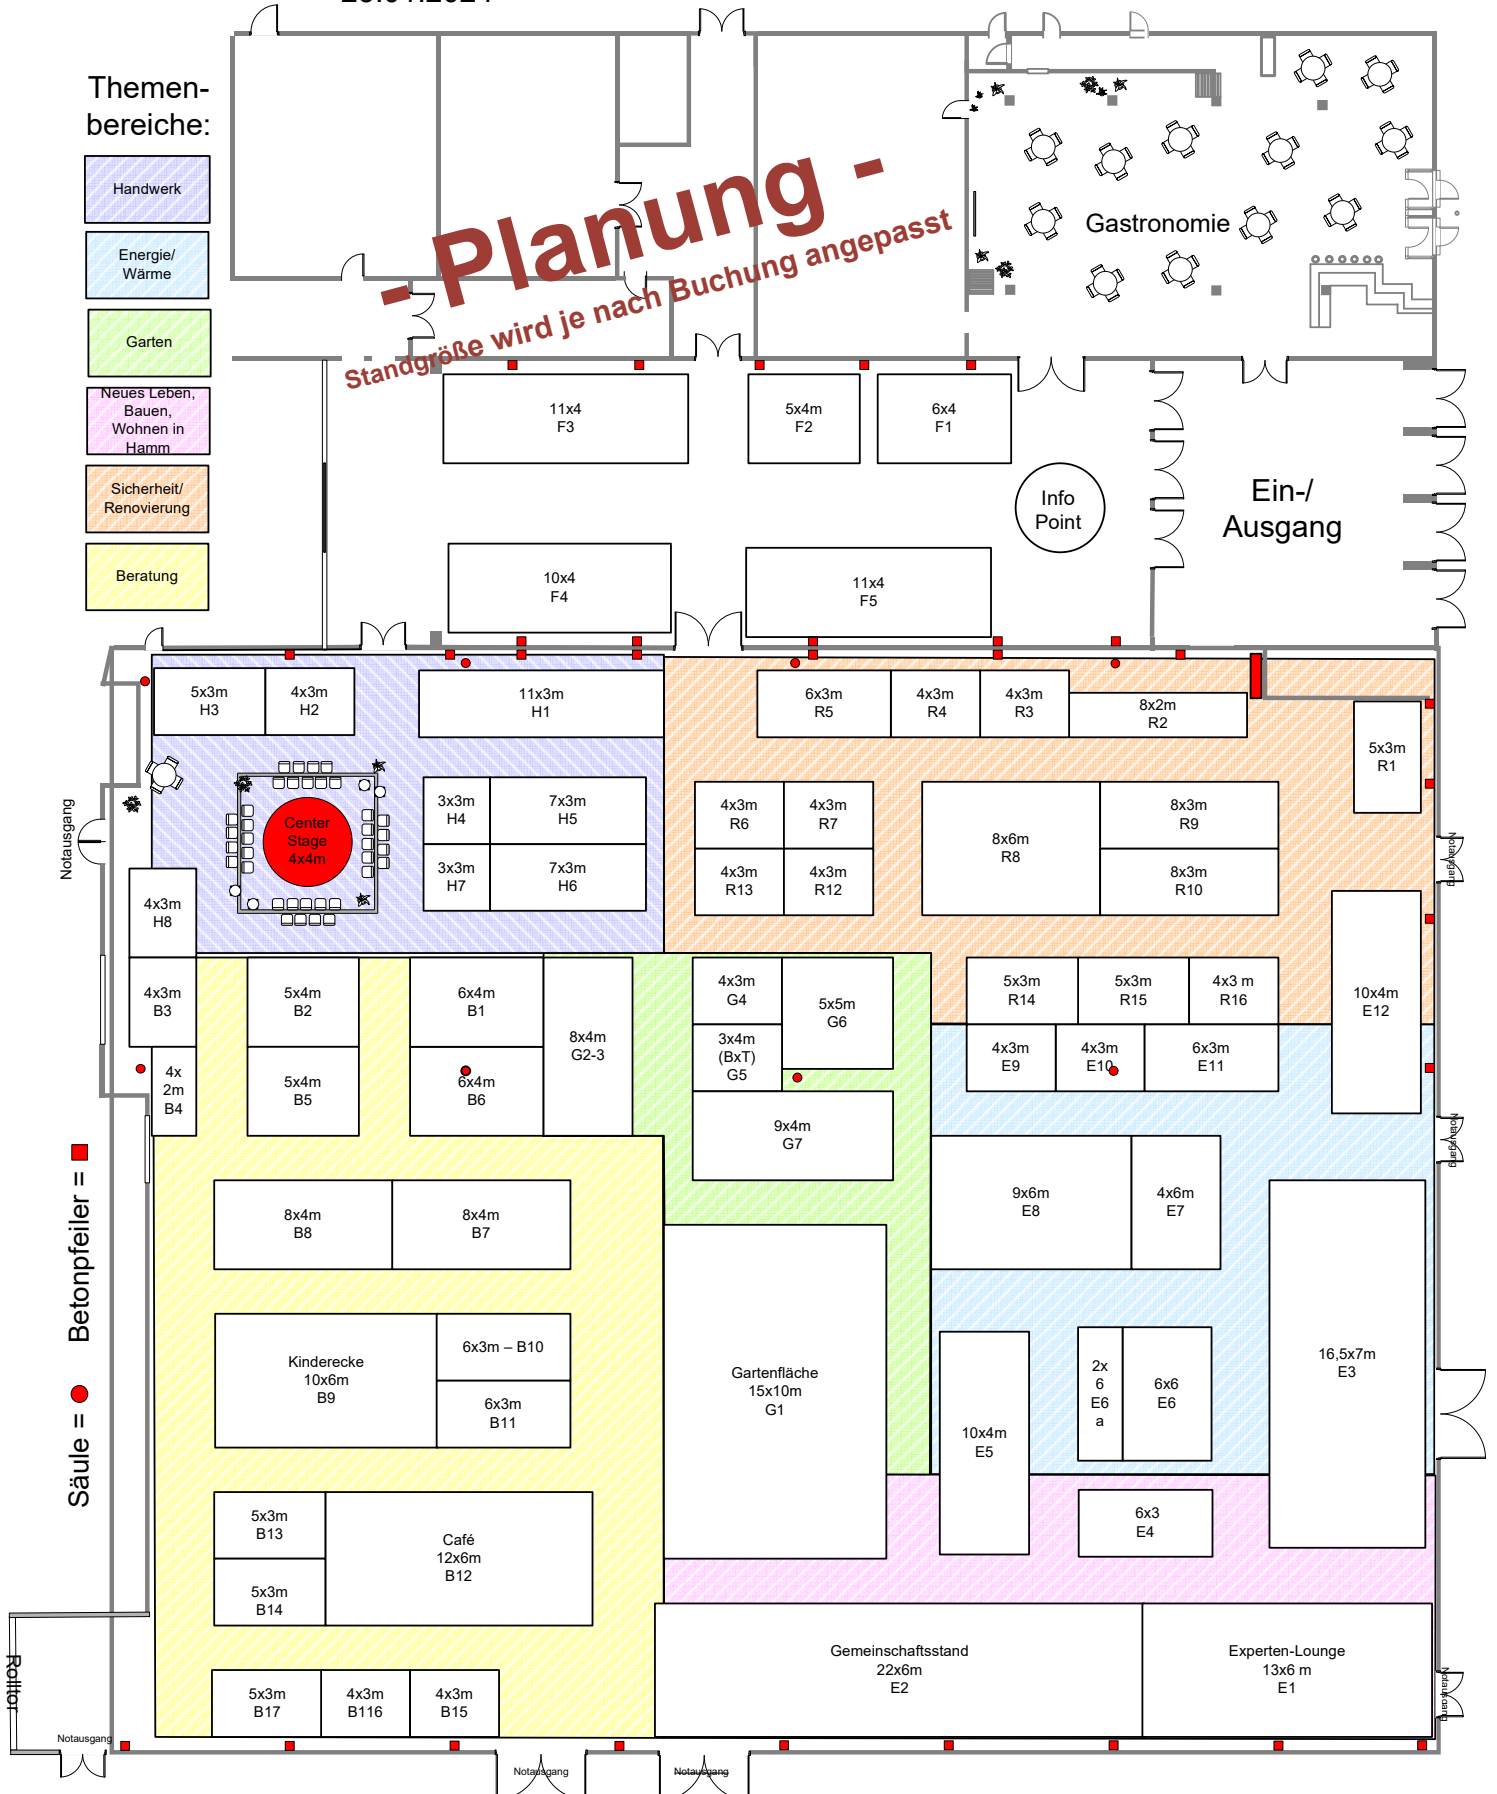 Themen-
bereiche:
Handwerk
Energie/
Wärme
Garten
Neues Leben,
Bauen,
Wohnen in
Hamm
Sicherheit/
Renovierung
Beratung
- Planung -
Standgröße wird je nach Buchung angepasst
Gastronomie
11x4
F3
5x4m
F2
6x4
F1
Info
Point
Ein-/
Ausgang
10x4
F4
11x4
F5
5x3m
H3
4x3m
H2
11x3m
H1
6x3m
R5
4x3m
R4
4x3m
R3
8x2m
R2
5x3m
R1
Notausgang
Center
Stage
4x4m
3x3m
H4
7x3m
H5
3x3m
H7
7x3m
H6
4x3m
R6
4x3m
R7
4x3m
R13
4x3m
R12
8x6m
R8
8x3m
R9
8x3m
R10
Notausgang
4x3m
H8
4x3m
B3
4x
2m
B4
5x4m
B2
5x4m
B5
6x4m
B1
6x4m
B6
8x4m
G2-3
4x3m
G4
3x4m
(BxT)
G5
5x5m
G6
9x4m
G7
5x3m
R14
5x3m
R15
4x3 m
R16
4x3m
E9
4x3m
E10
6x3m
E11
10x4m
E12
Notausgang
Säule = Betonpfeiler =
8x4m
B8
8x4m
B7
9x6m
E8
4x6m
E7
Kinderecke
10x6m
B9
6x3m – B10
6x3m
B11
Gartenfläche
15x10m
G1
10x4m
E5
2x
6
E6
a
6x6
E6
16,5x7m
E3
6x3
E4
5x3m
B13
5x3m
B14
Café
12x6m
B12
Gemeinschaftsstand
22x6m
E2
Experten-Lounge
13x6 m
E1
Notausgang
Rolltor
5x3m
B17
4x3m
B116
4x3m
B15
Notausgang
Notausgang
Notausgang